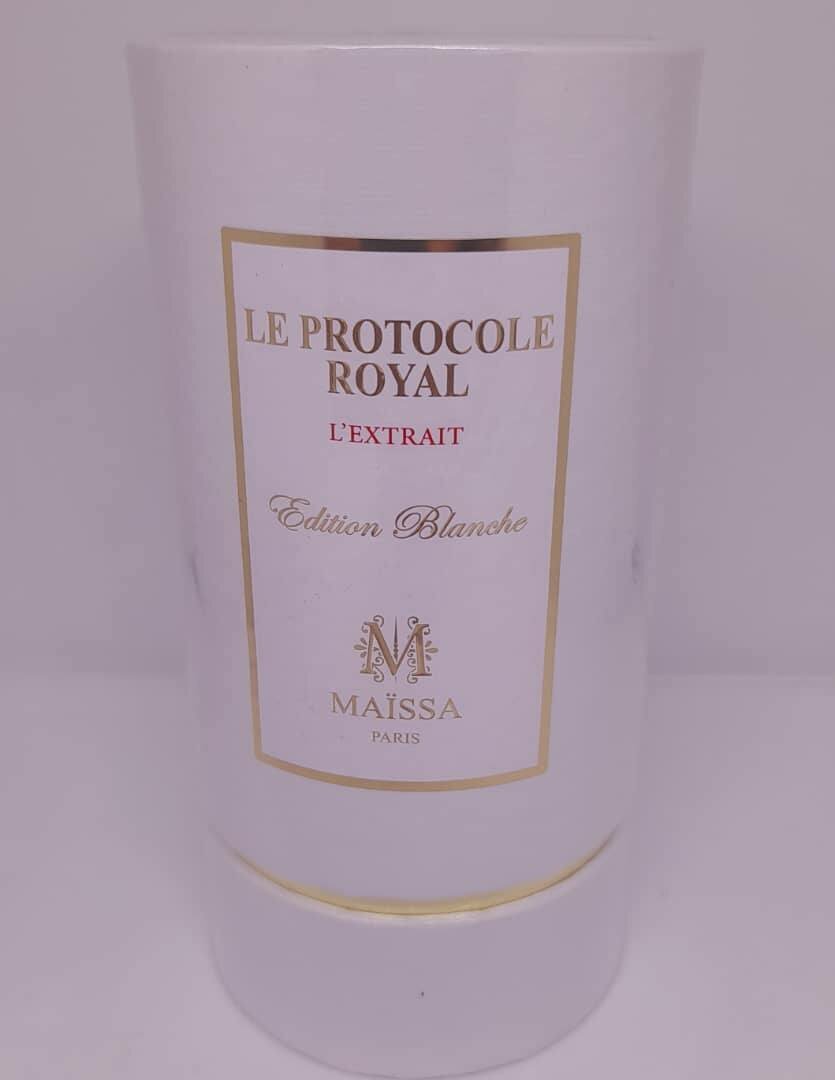 LE PROTOCOLE
ROYAL
L'EXTRAIT
Edition Blanche
M
MAÏSSA
PARIS